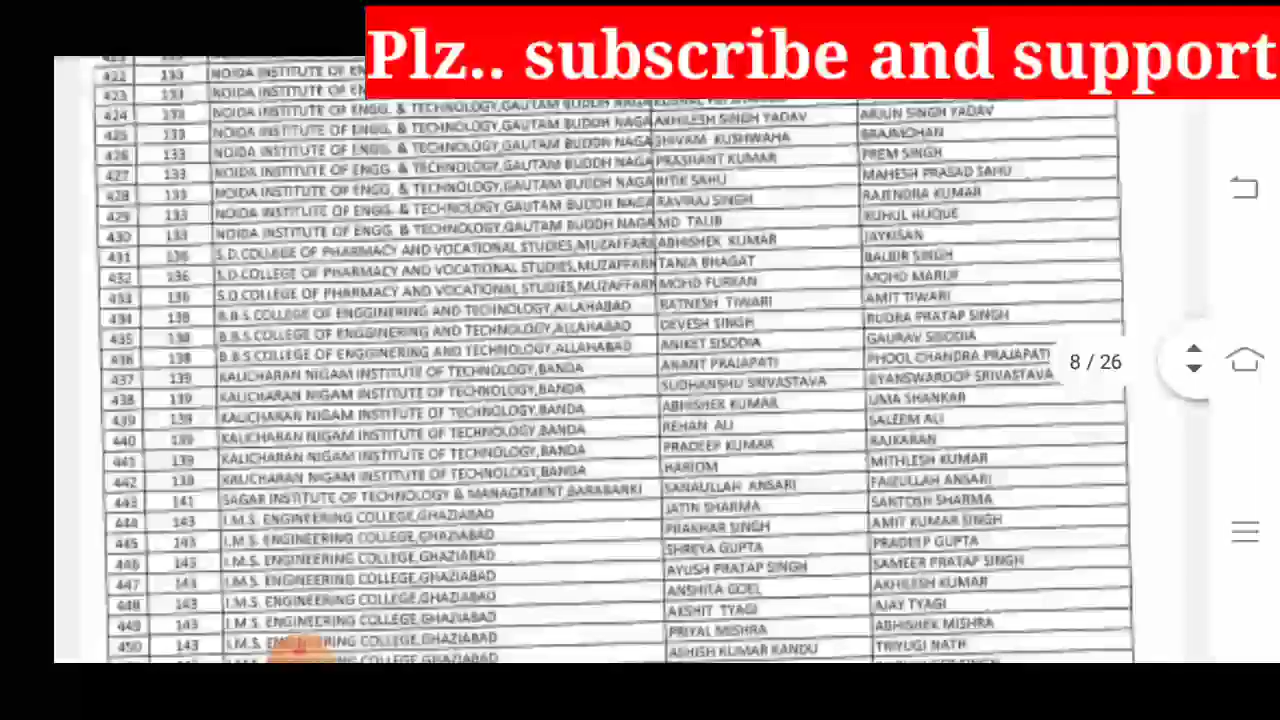 Plz.. subscribe and support
422 133 NOIDA INSTITUTE OF
423 133 NOIDA INSTITUTE OF
424 133 NOIDA INSTITUTE OF ENGG. & TECHNOLOGY,GAUTAM BUDDH NAGA AKHILESH SINGH YADAV ARJUN SINGH YADAV
425 133 NOIDA INSTITUTE OF ENGG. & TECHNOLOGY,GAUTAM BUDDH NAGA SHIVAM KUSHWAHA BRAJMOHAN
426 133 NOIDA INSTITUTE OF ENGG. & TECHNOLOGY,GAUTAM BUDDH NAGA PRASHANT KUMAR PREM SINGH
427 133 NOIDA INSTITUTE OF ENGG. & TECHNOLOGY,GAUTAM BUDDH NAGA RITIK SAHU MAHESH PRASAD SAHU
428 133 NOIDA INSTITUTE OF ENGG. & TECHNOLOGY,GAUTAM BUDDH NAGA RAVIRAJ SINGH RAJENDRA KUMAR
429 133 NOIDA INSTITUTE OF ENGG. & TECHNOLOGY,GAUTAM BUDDH NAGA MD TALIB RUHUL HUQUE
430 133 NOIDA INSTITUTE OF ENGG. & TECHNOLOGY,GAUTAM BUDDH NAGA ABHISHEK KUMAR JAYKISAN
431 136 S.D.COLLEGE OF PHARMACY AND VOCATIONAL STUDIES,MUZAFFARN TANIA BHAGAT BALBIR SINGH
432 136 S.D.COLLEGE OF PHARMACY AND VOCATIONAL STUDIES,MUZAFFARN MOHD FURKAN MOHD MARUF
433 136 S.D.COLLEGE OF PHARMACY AND VOCATIONAL STUDIES,MUZAFFARN RATNESH TIWARI AMIT TIWARI
434 138 B.B.S COLLEGE OF ENGGINERING AND TECHNOLOGY,ALLAHABAD DEVESH SINGH RUDRA PRATAP SINGH
435 138 B.B.S COLLEGE OF ENGGINERING AND TECHNOLOGY,ALLAHABAD ANIKET SISODIA GAURAV SISODIA
436 138 B.B.S COLLEGE OF ENGGINERING AND TECHNOLOGY,ALLAHABAD ANANT PRAJAPATI PHOOL CHANDRA PRAJAPATI
437 139 KALICHARAN NIGAM INSTITUTE OF TECHNOLOGY,BANDA SUDHANSHU SRIVASTAVA GYANSWAROOP SRIVASTAVA
438 139 KALICHARAN NIGAM INSTITUTE OF TECHNOLOGY,BANDA ABHISHEK KUMAR UMA SHANKAR
439 139 KALICHARAN NIGAM INSTITUTE OF TECHNOLOGY,BANDA REHAN ALI SALEEM ALI
440 139 KALICHARAN NIGAM INSTITUTE OF TECHNOLOGY,BANDA PRADEEP KUMAR RAJKARAN
441 139 KALICHARAN NIGAM INSTITUTE OF TECHNOLOGY,BANDA HARIOM MITHLESH KUMAR
442 139 KALICHARAN NIGAM INSTITUTE OF TECHNOLOGY,BANDA SANAULLAH ANSARI FAIZULLAH ANSARI
443 141 SAGAR INSTITUTE OF TECHNOLOGY & MANAGEMENT,BARABANKI JATIN SHARMA SANTOSH SHARMA
444 143 I.M.S. ENGINEERING COLLEGE,GHAZIABAD PRAKHAR SINGH AMIT KUMAR SINGH
445 143 I.M.S. ENGINEERING COLLEGE,GHAZIABAD SHREYA GUPTA PRADEEP GUPTA
446 143 I.M.S. ENGINEERING COLLEGE,GHAZIABAD AYUSH PRATAP SINGH SAMEER PRATAP SINGH
447 143 I.M.S. ENGINEERING COLLEGE,GHAZIABAD ANSHITA GOEL AKHILESH KUMAR
448 143 I.M.S. ENGINEERING COLLEGE,GHAZIABAD AKSHIT TYAGI AJAY TYAGI
449 143 I.M.S. ENGINEERING COLLEGE,GHAZIABAD PRIYAL MISHRA ABHISHEK MISHRA
450 143 I.M.S. ENGINEERING COLLEGE,GHAZIABAD ASHISH KUMAR KANDU TRIYUGI NATH
COLLEGE,GHAZIABAD
8 / 26